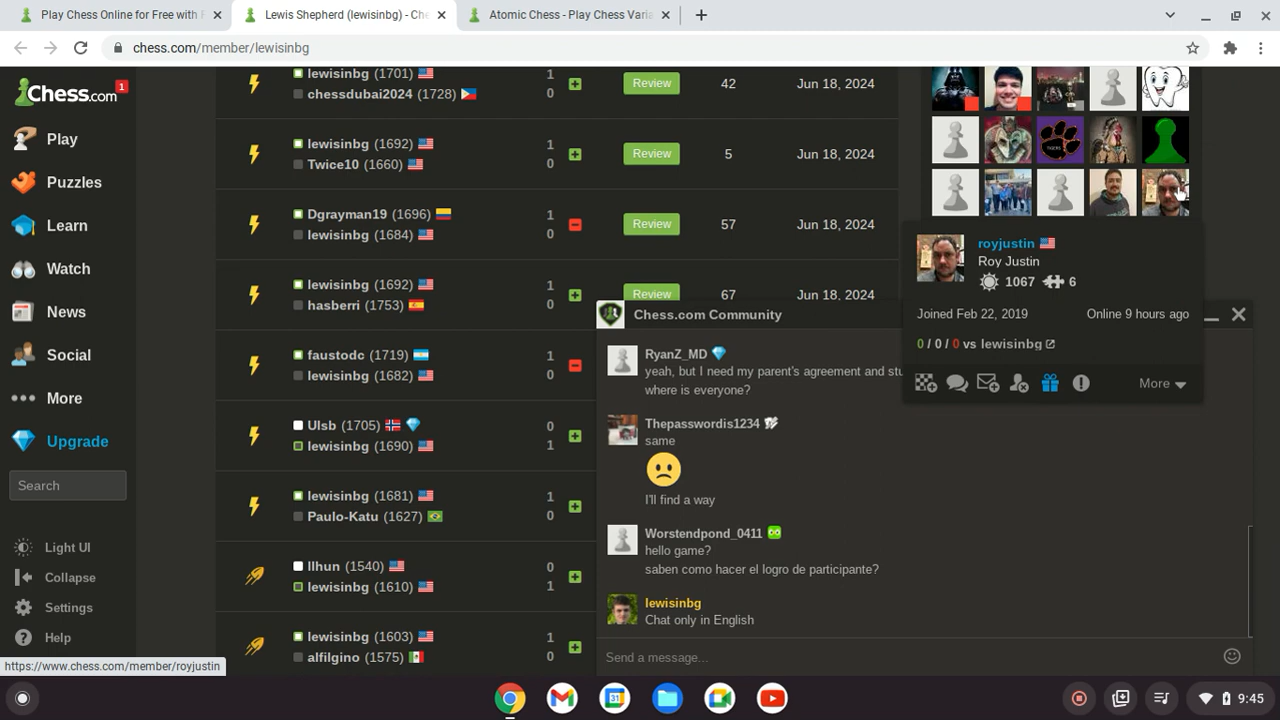 Play Chess Online for Free with F
Lewis Shepherd (lewisinbg) - Che
Atomic Chess - Play Chess Varia
chess.com/member/lewisinbg
Chess.com
1
Play
Puzzles
Learn
Watch
News
Social
More
Upgrade
Search
Light UI
Collapse
Settings
Help
https://www.chess.com/member/royjustin
lewisinbg (1701) 1
chessdubai2024 (1728) 0
Review 42 Jun 18, 2024
lewisinbg (1692) 1
Twice10 (1660) 0
Review 5 Jun 18, 2024
Dgrayman19 (1696) 1
lewisinbg (1684) 0
Review 57 Jun 18, 2024
lewisinbg (1692) 1
hasberri (1753) 0
Review 67 Jun 18, 2024
faustodc (1719) 1
lewisinbg (1682) 0
Ulsb (1705) 0
lewisinbg (1690) 1
lewisinbg (1681) 1
Paulo-Katu (1627) 0
llhun (1540) 0
lewisinbg (1610) 1
lewisinbg (1603) 1
alfilgino (1575) 0
royjustin
Roy Justin
1067 6
Joined Feb 22, 2019 Online 9 hours ago
0 / 0 / 0 vs lewisinbg
More
Chess.com Community
RyanZ_MD
yeah, but I need my parent's agreement and stu
where is everyone?
Thepasswordis1234
same
I'll find a way
Worstendpond_0411
hello game?
saben como hacer el logro de participante?
lewisinbg
Chat only in English
Send a message...
31
9:45